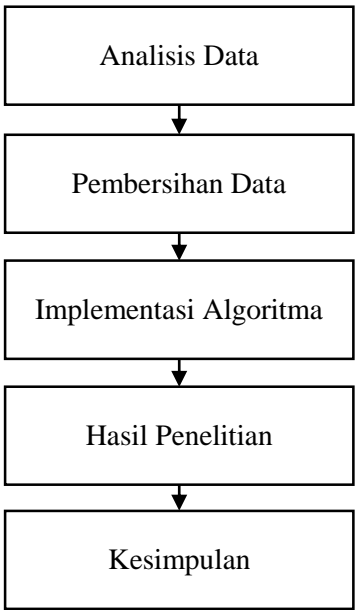 Analisis Data
Pembersihan Data
Implementasi Algoritma
Hasil Penelitian
Kesimpulan